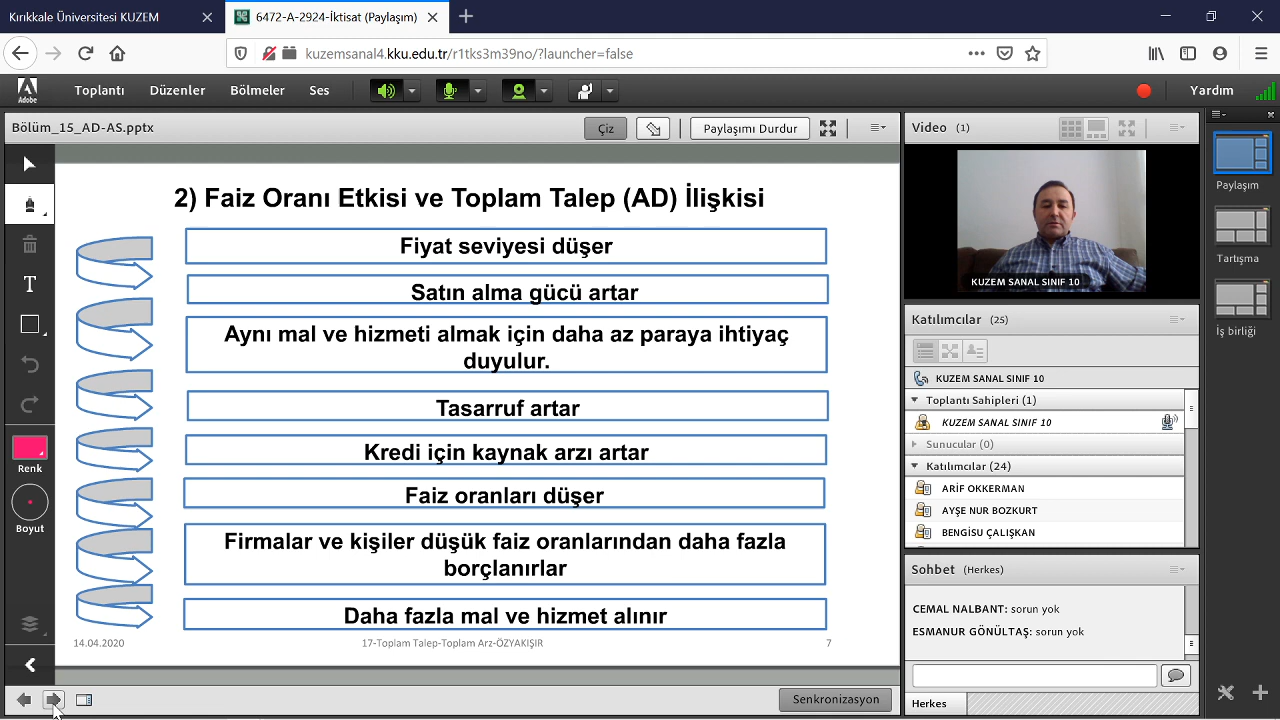 Kırıkkale Üniversitesi KUZEM
6472-A-2924-İktisat (Paylaşım)
kuzemsanal4.kku.edu.tr/r1tks3m39no/?launcher=false
Adobe
Toplantı
Düzenler
Bölmeler
Ses
Yardım
Bölüm_15_AD-AS.pptx
Çiz
Paylaşımı Durdur
2) Faiz Oranı Etkisi ve Toplam Talep (AD) İlişkisi
Fiyat seviyesi düşer
Satın alma gücü artar
Aynı mal ve hizmeti almak için daha az paraya ihtiyaç
duyulur.
Tasarruf artar
Kredi için kaynak arzı artar
Faiz oranları düşer
Firmalar ve kişiler düşük faiz oranlarından daha fazla
borçlanırlar
Daha fazla mal ve hizmet alınır
14.04.2020
17-Toplam Talep-Toplam Arz-ÖZYAKIŞIR
7
T
Renk
Boyut
Senkronizasyon
Video (1)
KUZEM SANAL SINIF 10
Katılımcılar (25)
KUZEM SANAL SINIF 10
Toplantı Sahipleri (1)
KUZEM SANAL SINIF 10
Sunucular (0)
Katılımcılar (24)
ARİF OKKERMAN
AYŞE NUR BOZKURT
BENGİSU ÇALIŞKAN
Sohbet (Herkes)
CEMAL NALBANT: sorun yok
ESMANUR GÖNÜLTAŞ: sorun yok
Herkes
Paylaşım
Tartışma
İş birliği